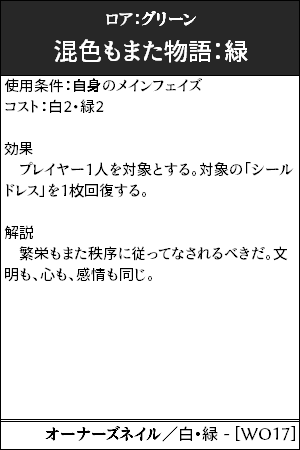 ロア：グリーン
混色もまた物語：緑
使用条件：自身のメインフェイズ
コスト：白2・緑2
効果
　プレイヤー1人を対象とする。対象の「シール
ドレス」を1枚回復する。
解説
　繁栄もまた秩序に従ってなされるべきだ。文
明も、心も、感情も同じ。
オーナーズネイル／白・緑 - [WO17]